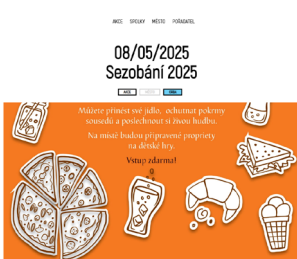 AKCE SPOLKY MĚSTO POŘADATEL
08/05/2025
Sezobání 2025
AKCE
Můžete přinést své jídlo, ochutnat pokrmy
sousedů a poslechnout si živou hudbu.
Na místě budou připravené propriety
na dětské hry.
Vstup zdarma!